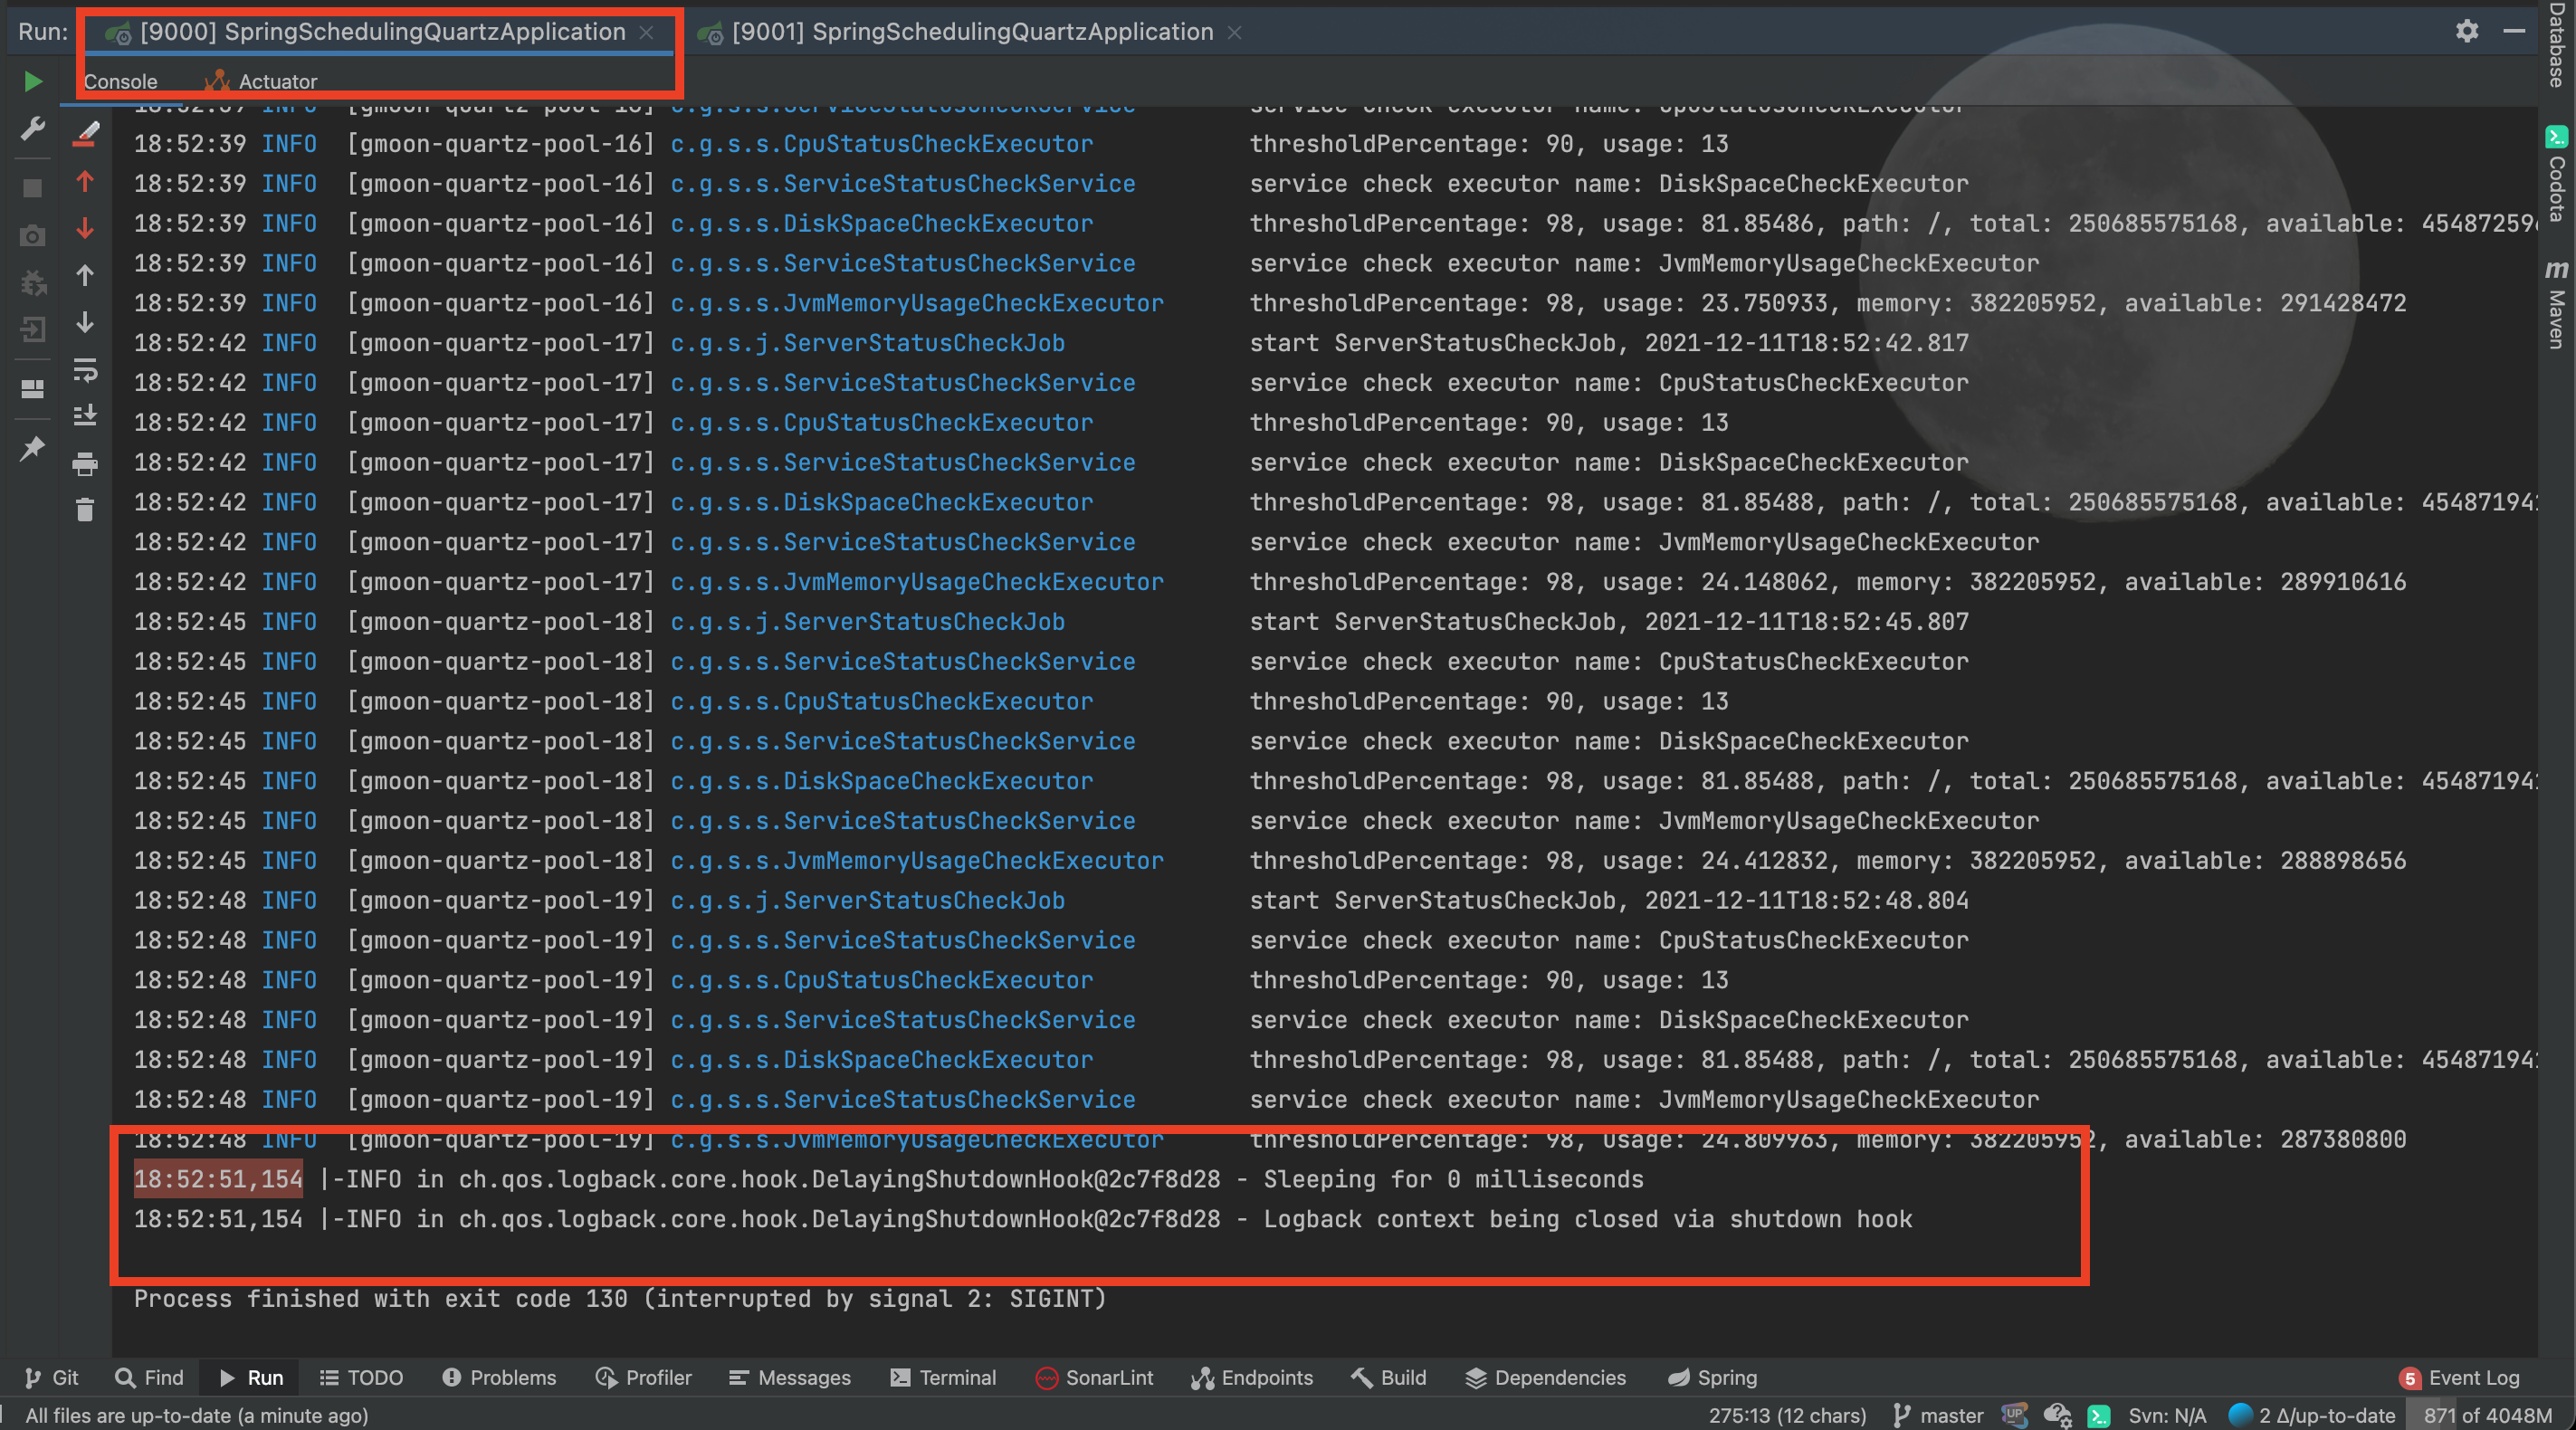 Run: [9000] SpringSchedulingQuartzApplication [9001] SpringSchedulingQuartzApplication
Console Actuator
18:52:39 INFO [gmoon-quartz-pool-16] c.g.s.s.ServiceStatusCheckService service check executor name: CpuStatusCheckExecutor
18:52:39 INFO [gmoon-quartz-pool-16] c.g.s.s.CpuStatusCheckExecutor thresholdPercentage: 90, usage: 13
18:52:39 INFO [gmoon-quartz-pool-16] c.g.s.s.ServiceStatusCheckService service check executor name: DiskSpaceCheckExecutor
18:52:39 INFO [gmoon-quartz-pool-16] c.g.s.s.DiskSpaceCheckExecutor thresholdPercentage: 98, usage: 81.85486, path: /, total: 250685575168, available: 45487259
18:52:39 INFO [gmoon-quartz-pool-16] c.g.s.s.ServiceStatusCheckService service check executor name: JvmMemoryUsageCheckExecutor
18:52:39 INFO [gmoon-quartz-pool-16] c.g.s.s.JvmMemoryUsageCheckExecutor thresholdPercentage: 98, usage: 23.750933, memory: 382205952, available: 291428472
18:52:42 INFO [gmoon-quartz-pool-17] c.g.s.j.ServerStatusCheckJob start ServerStatusCheckJob, 2021-12-11T18:52:42.817
18:52:42 INFO [gmoon-quartz-pool-17] c.g.s.s.ServiceStatusCheckService service check executor name: CpuStatusCheckExecutor
18:52:42 INFO [gmoon-quartz-pool-17] c.g.s.s.CpuStatusCheckExecutor thresholdPercentage: 90, usage: 13
18:52:42 INFO [gmoon-quartz-pool-17] c.g.s.s.ServiceStatusCheckService service check executor name: DiskSpaceCheckExecutor
18:52:42 INFO [gmoon-quartz-pool-17] c.g.s.s.DiskSpaceCheckExecutor thresholdPercentage: 98, usage: 81.85488, path: /, total: 250685575168, available: 45487194
18:52:42 INFO [gmoon-quartz-pool-17] c.g.s.s.ServiceStatusCheckService service check executor name: JvmMemoryUsageCheckExecutor
18:52:42 INFO [gmoon-quartz-pool-17] c.g.s.s.JvmMemoryUsageCheckExecutor thresholdPercentage: 98, usage: 24.148062, memory: 382205952, available: 289910616
18:52:45 INFO [gmoon-quartz-pool-18] c.g.s.j.ServerStatusCheckJob start ServerStatusCheckJob, 2021-12-11T18:52:45.807
18:52:45 INFO [gmoon-quartz-pool-18] c.g.s.s.ServiceStatusCheckService service check executor name: CpuStatusCheckExecutor
18:52:45 INFO [gmoon-quartz-pool-18] c.g.s.s.CpuStatusCheckExecutor thresholdPercentage: 90, usage: 13
18:52:45 INFO [gmoon-quartz-pool-18] c.g.s.s.ServiceStatusCheckService service check executor name: DiskSpaceCheckExecutor
18:52:45 INFO [gmoon-quartz-pool-18] c.g.s.s.DiskSpaceCheckExecutor thresholdPercentage: 98, usage: 81.85488, path: /, total: 250685575168, available: 45487194
18:52:45 INFO [gmoon-quartz-pool-18] c.g.s.s.ServiceStatusCheckService service check executor name: JvmMemoryUsageCheckExecutor
18:52:45 INFO [gmoon-quartz-pool-18] c.g.s.s.JvmMemoryUsageCheckExecutor thresholdPercentage: 98, usage: 24.412832, memory: 382205952, available: 288898656
18:52:48 INFO [gmoon-quartz-pool-19] c.g.s.j.ServerStatusCheckJob start ServerStatusCheckJob, 2021-12-11T18:52:48.804
18:52:48 INFO [gmoon-quartz-pool-19] c.g.s.s.ServiceStatusCheckService service check executor name: CpuStatusCheckExecutor
18:52:48 INFO [gmoon-quartz-pool-19] c.g.s.s.CpuStatusCheckExecutor thresholdPercentage: 90, usage: 13
18:52:48 INFO [gmoon-quartz-pool-19] c.g.s.s.ServiceStatusCheckService service check executor name: DiskSpaceCheckExecutor
18:52:48 INFO [gmoon-quartz-pool-19] c.g.s.s.DiskSpaceCheckExecutor thresholdPercentage: 98, usage: 81.85488, path: /, total: 250685575168, available: 45487194
18:52:48 INFO [gmoon-quartz-pool-19] c.g.s.s.ServiceStatusCheckService service check executor name: JvmMemoryUsageCheckExecutor
18:52:48 INFO [gmoon-quartz-pool-19] c.g.s.s.JvmMemoryUsageCheckExecutor thresholdPercentage: 98, usage: 24.809963, memory: 382205952, available: 287380800
18:52:51,154 |-INFO in ch.qos.logback.core.hook.DelayingShutdownHook@2c7f8d28 - Sleeping for 0 milliseconds
18:52:51,154 |-INFO in ch.qos.logback.core.hook.DelayingShutdownHook@2c7f8d28 - Logback context being closed via shutdown hook
Process finished with exit code 130 (interrupted by signal 2: SIGINT)
Database
Codota
m Maven
Git Find Run TODO Problems Profiler Messages Terminal SonarLint Endpoints Build Dependencies Spring 5 Event Log
All files are up-to-date (a minute ago) 275:13 (12 chars) master UP Svn: N/A 2 Δ/up-to-date 871 of 4048M